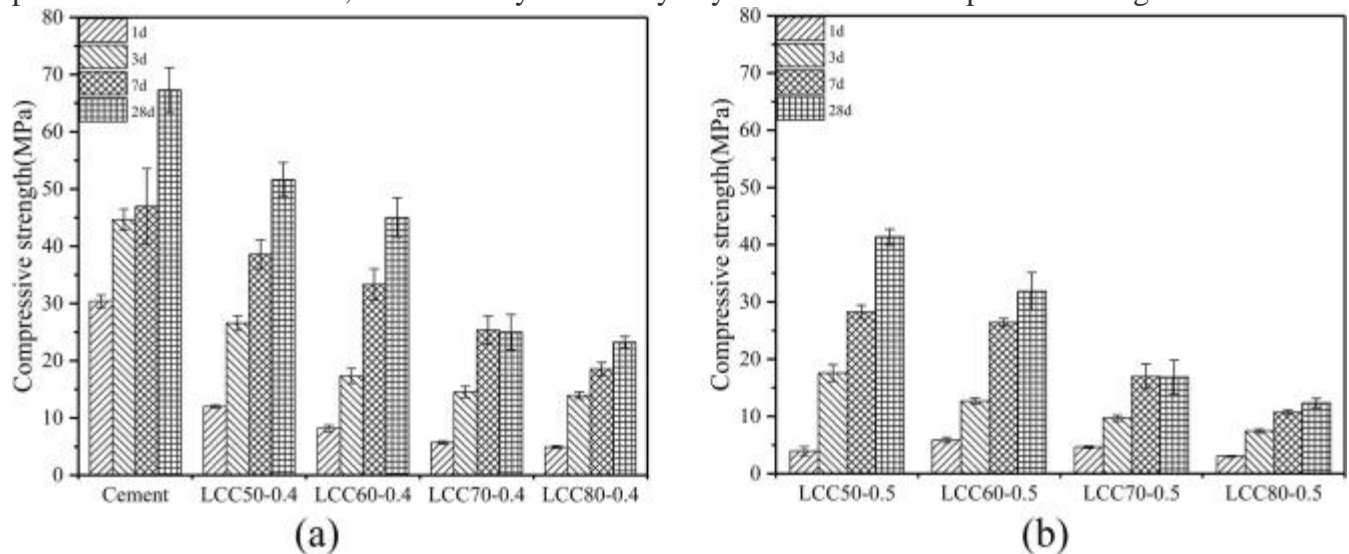 80
70
60
50
40
30
20
10
0
Compressive strength(MPa)
1d
3d
7d
28d
Cement LCC50-0.4 LCC60-0.4 LCC70-0.4 LCC80-0.4
(a)
80
70
60
50
40
30
20
10
0
Compressive strength(MPa)
1d
3d
7d
28d
LCC50-0.5 LCC60-0.5 LCC70-0.5 LCC80-0.5
(b)